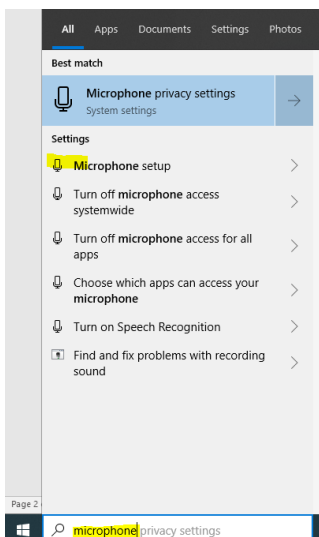 All Apps Documents Settings Photos
Best match
Microphone privacy settings
System settings
Settings
Microphone setup
Turn off microphone access
systemwide
Turn off microphone access for all
apps
Choose which apps can access your
microphone
Turn on Speech Recognition
Find and fix problems with recording
sound
Page 2
microphone privacy settings